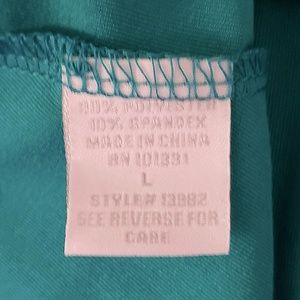 90% POLYESTER
10% SPANDEX
MADE IN CHINA
RN 101331
L
STYLE# 13982
SEE REVERSE FOR
CARE